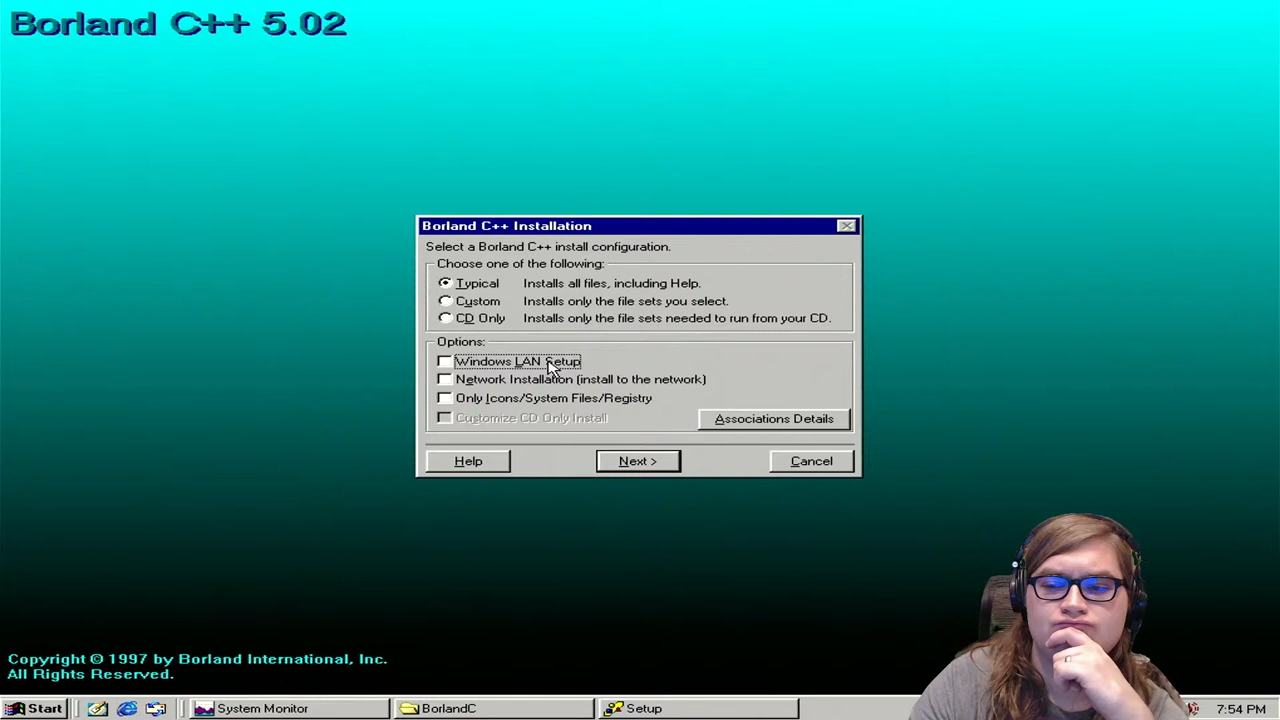 Borland C++ 5.02
Borland C++ Installation
Select a Borland C++ install configuration.
Choose one of the following:
Typical Installs all files, including Help.
Custom Installs only the file sets you select.
CD Only Installs only the file sets needed to run from your CD.
Options:
Windows LAN Setup
Network Installation (install to the network)
Only Icons/System Files/Registry
Customize CD Only Install
Associations Details
Help
Next >
Cancel
Copyright © 1997 by Borland International, Inc.
All Rights Reserved.
Start
System Monitor
BorlandC
Setup
7:54 PM